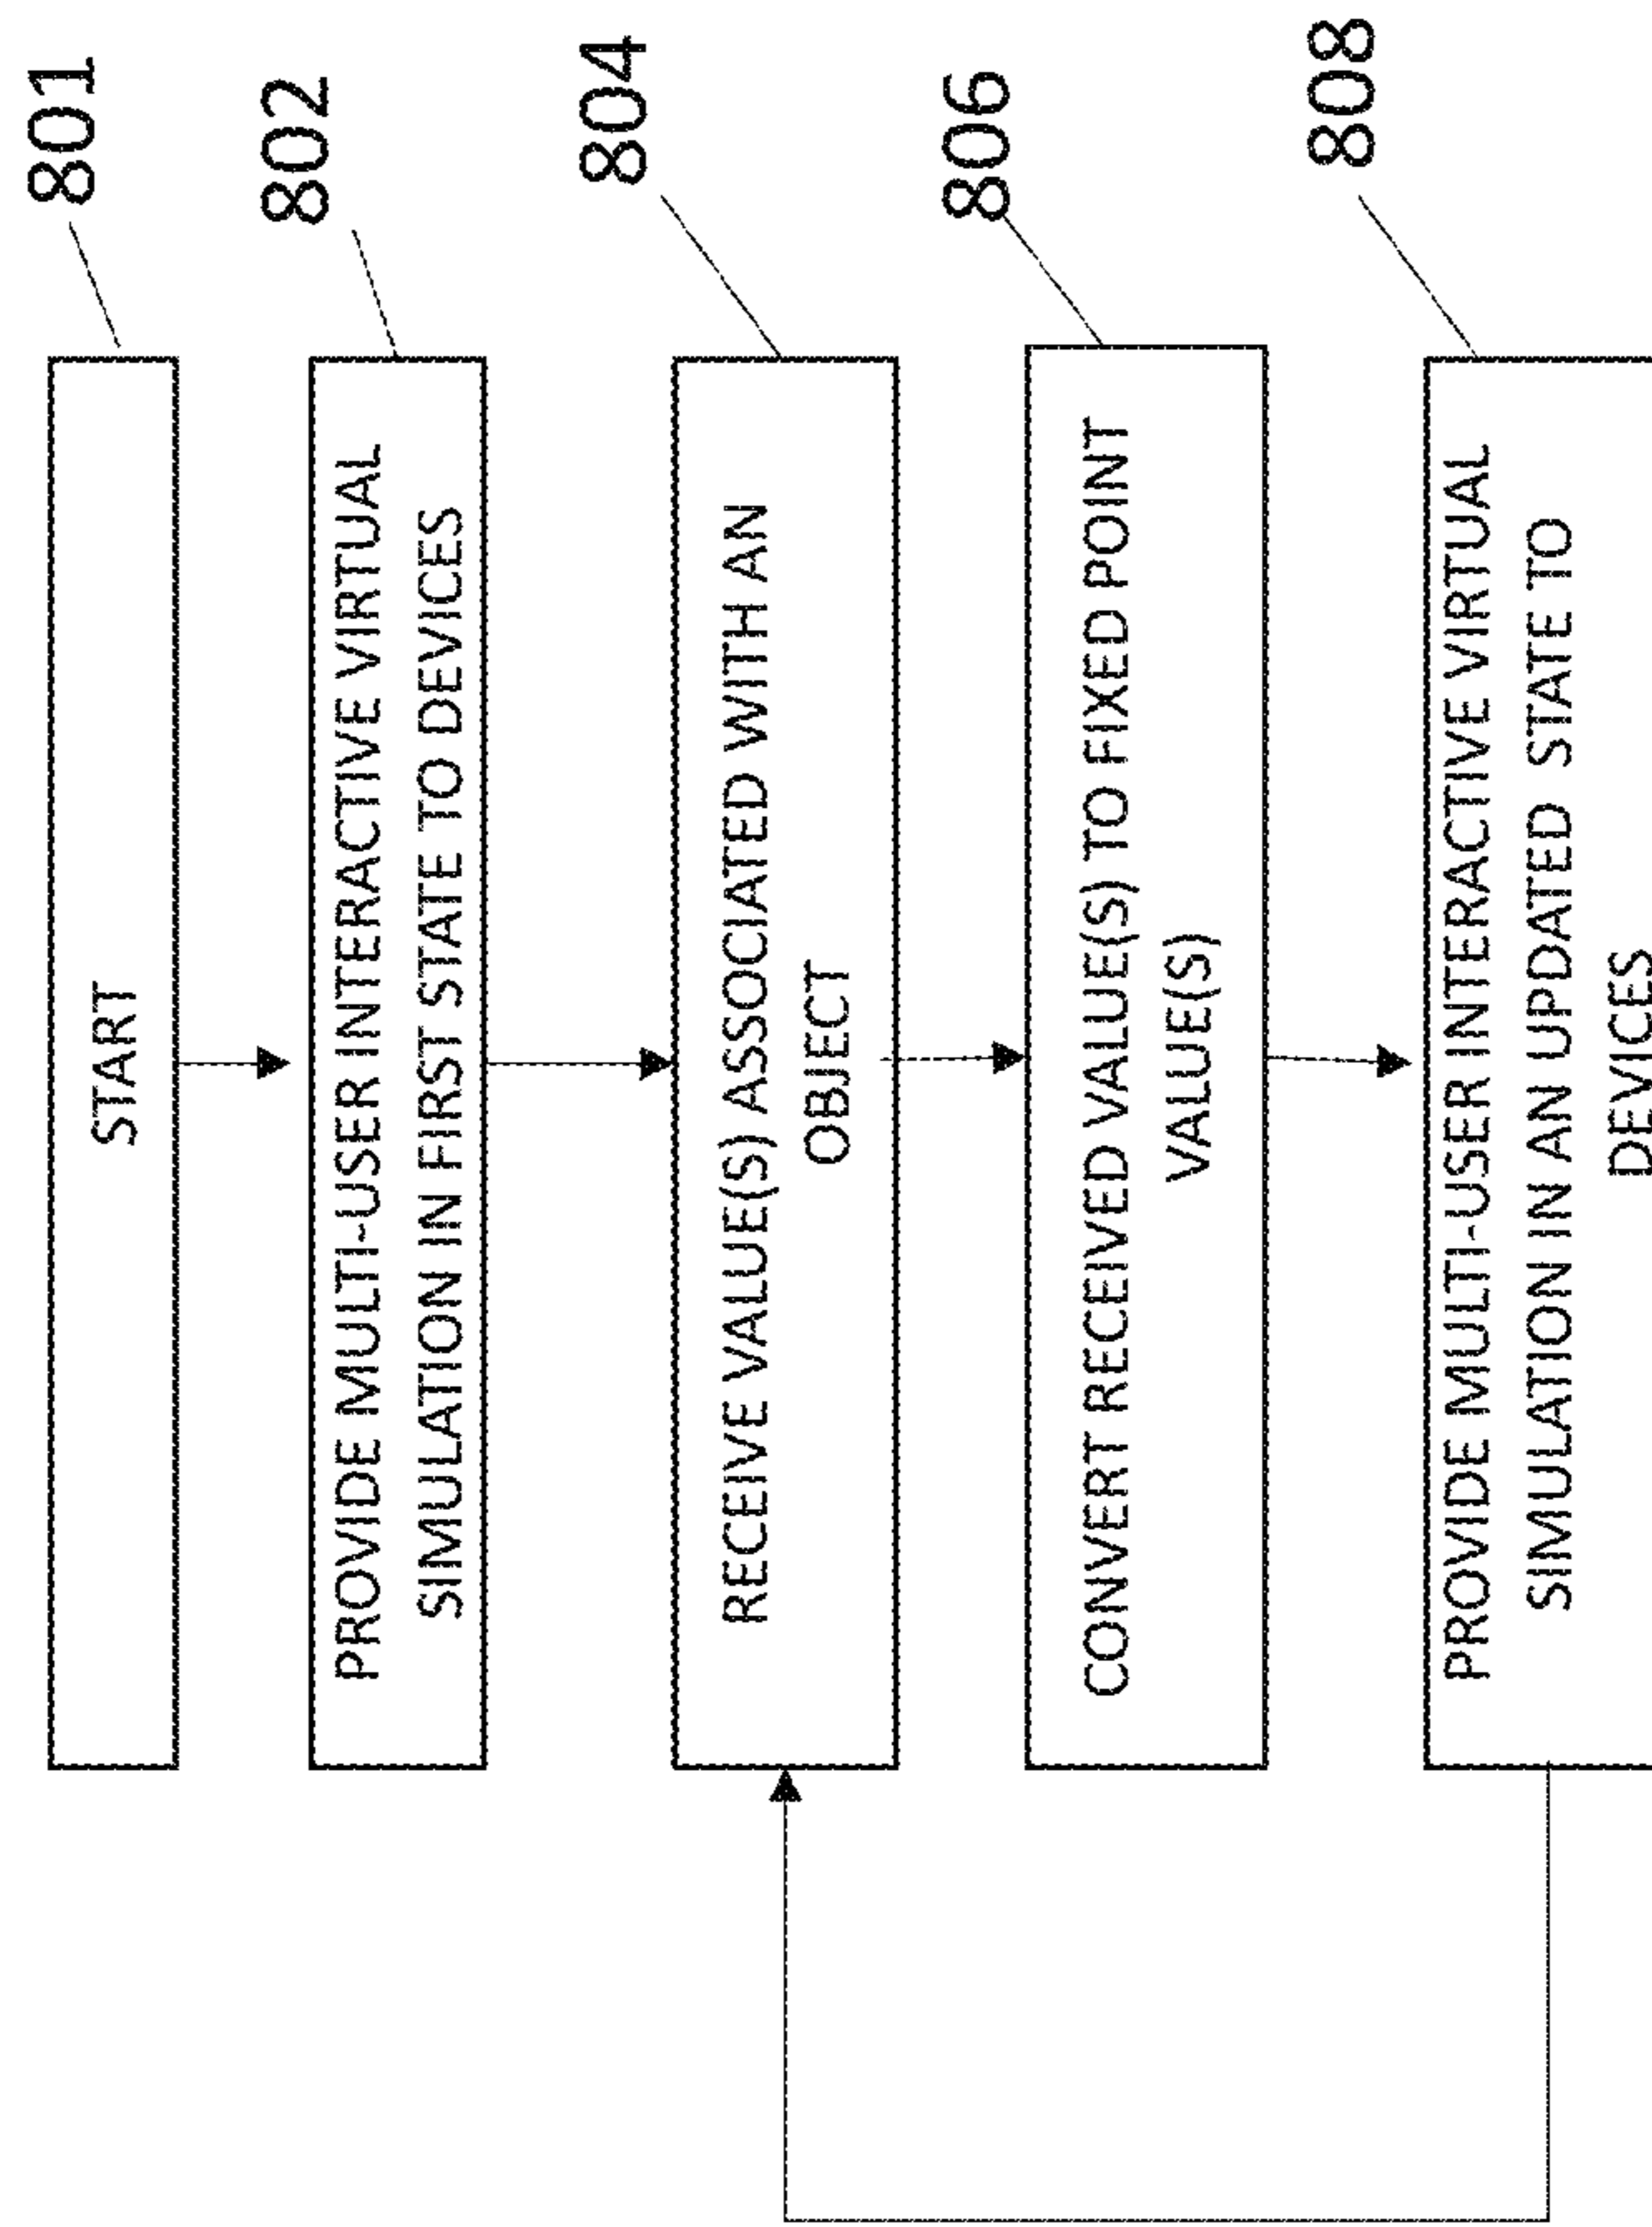 801
START
802
PROVIDE MULTI-USER INTERACTIVE VIRTUAL
SIMULATION IN FIRST STATE TO DEVICES
804
RECEIVE VALUE(S) ASSOCIATED WITH AN
OBJECT
806
CONVERT RECEIVED VALUE(S) TO FIXED POINT
VALUE(S)
808
PROVIDE MULTI-USER INTERACTIVE VIRTUAL
SIMULATION IN AN UPDATED STATE TO
DEVICES